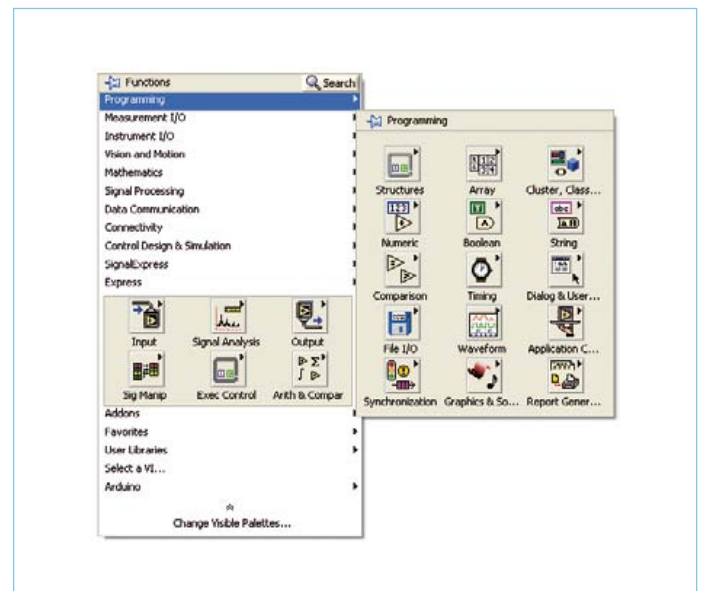 Functions
Search
Programming
Measurement I/O
Instrument I/O
Vision and Motion
Mathematics
Signal Processing
Data Communication
Connectivity
Control Design & Simulation
SignalExpress
Express
Input Signal Analysis Output
Sig Manip Exec Control Arith & Compar
Addons
Favorites
User Libraries
Select a VI...
Arduino
Change Visible Palettes...
Programming
Structures Array Cluster, Class...
Numeric Boolean String
Comparison Timing Dialog & User...
File I/O Waveform Application C...
Synchronization Graphics & So... Report Gener...